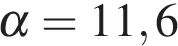 α = 11,6